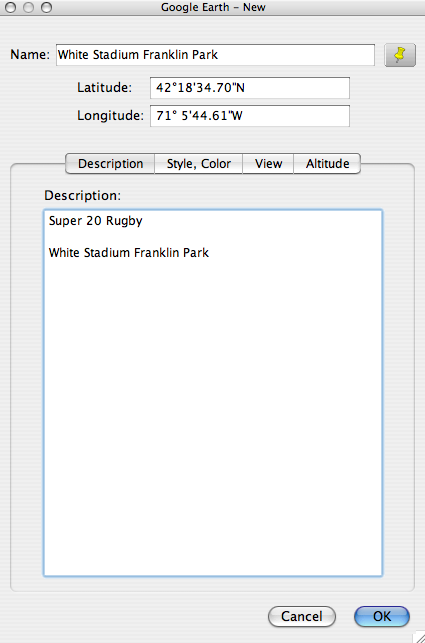 Google Earth - New
Name: White Stadium Franklin Park
Latitude: 42°18'34.70"N
Longitude: 71° 5'44.61"W
Description Style, Color View Altitude
Description:
Super 20 Rugby
White Stadium Franklin Park
Cancel OK